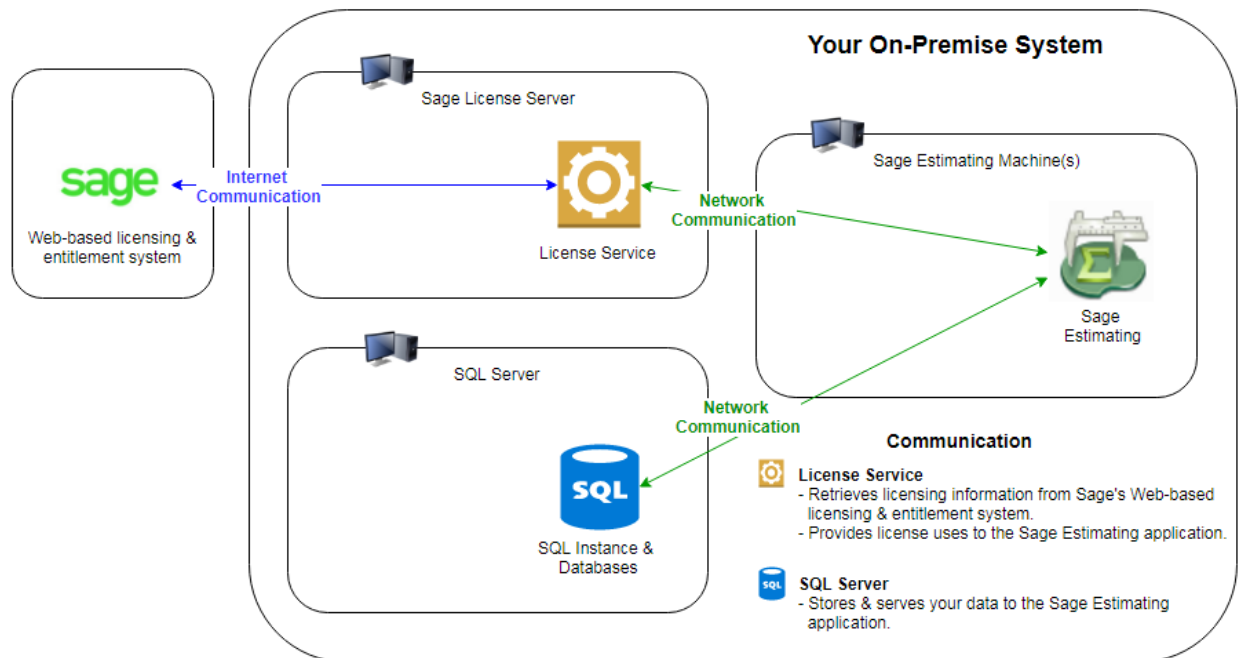 Your On-Premise System
Sage License Server
Sage Estimating Machine(s)
sage
Internet
Communication
Network
Communication
Web-based licensing &
entitlement system
License Service
Sage
Estimating
SQL Server
Network
Communication
SQL
SQL Instance &
Databases
Communication
License Service
- Retrieves licensing information from Sage's Web-based
licensing & entitlement system.
- Provides license uses to the Sage Estimating application.
SQL
SQL Server
- Stores & serves your data to the Sage Estimating
application.